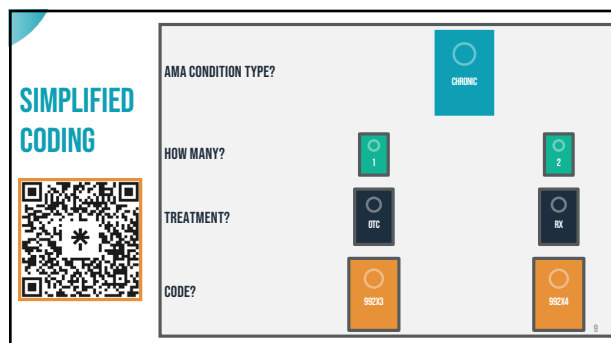 SIMPLIFIED
CODING
AMA CONDITION TYPE?
CHRONIC
HOW MANY?
1
2
TREATMENT?
OTC
RX
CODE?
992X3
992X4
9